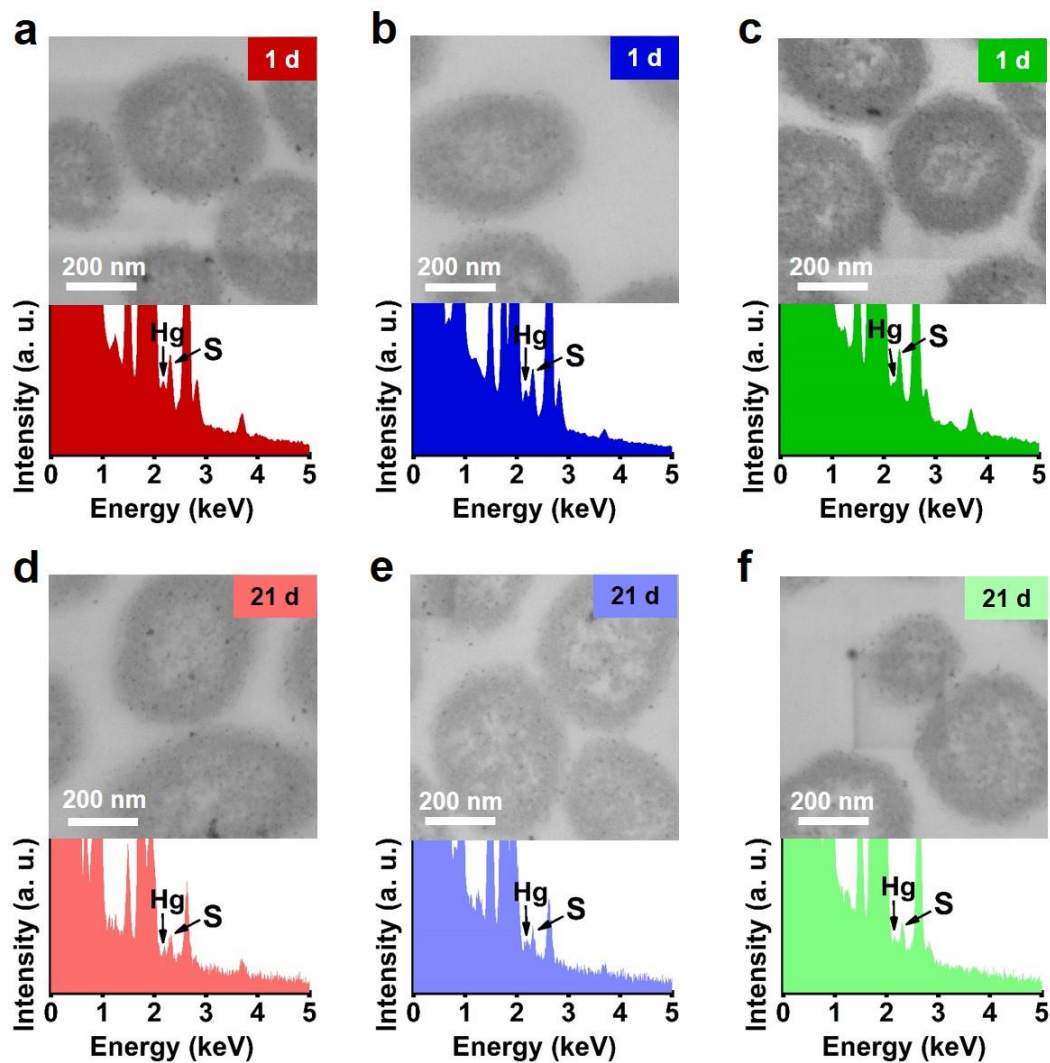 a
1 d
200 nm
Hg
S
Intensity (a. u.)
0 1 2 3 4 5
Energy (keV)
b
1 d
200 nm
Hg
S
Intensity (a. u.)
0 1 2 3 4 5
Energy (keV)
c
1 d
200 nm
Hg
S
Intensity (a. u.)
0 1 2 3 4 5
Energy (keV)
d
21 d
200 nm
Hg
S
Intensity (a. u.)
0 1 2 3 4 5
Energy (keV)
e
21 d
200 nm
Hg
S
Intensity (a. u.)
0 1 2 3 4 5
Energy (keV)
f
21 d
200 nm
Hg
S
Intensity (a. u.)
0 1 2 3 4 5
Energy (keV)